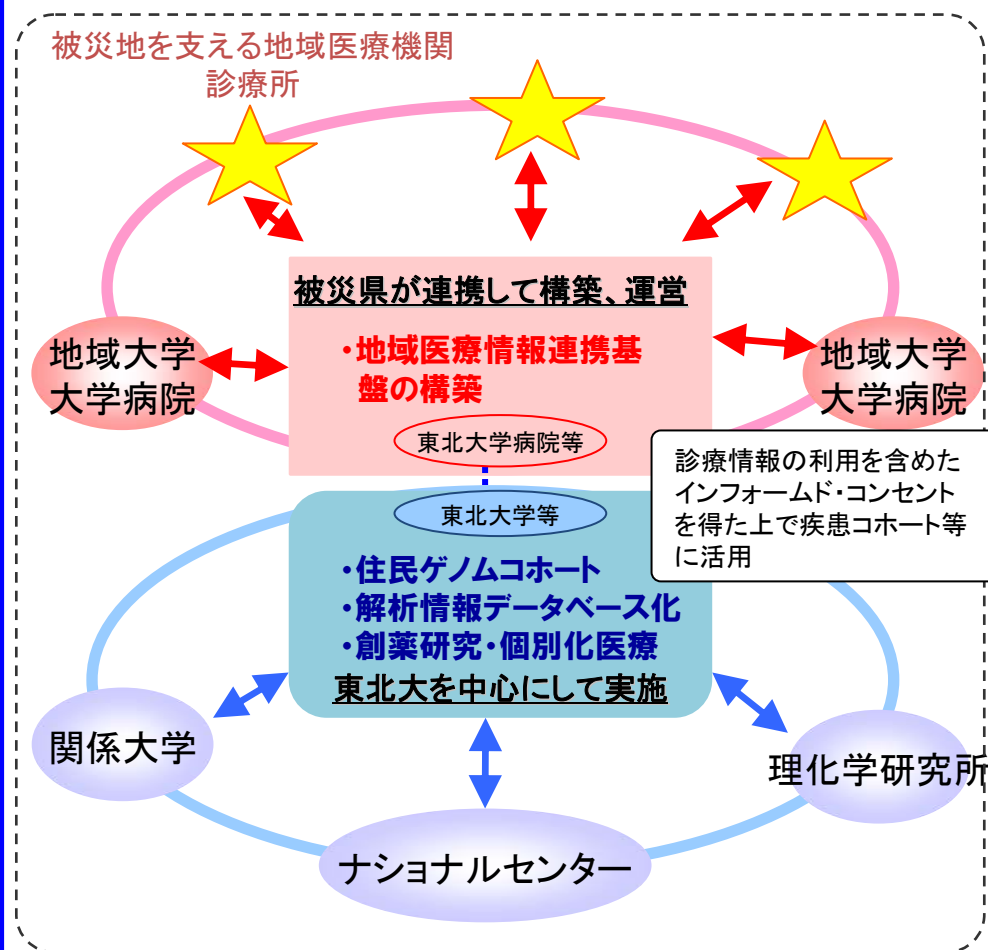 被災地を支える地域医療機関
診療所
被災県が連携して構築、運営
・地域医療情報連携基
盤の構築
地域大学
大学病院
地域大学
大学病院
東北大学病院等
診療情報の利用を含めた
インフォームド・コンセント
を得た上で疾患コホート等
に活用
東北大学等
・住民ゲノムコホート
・解析情報データベース化
・創薬研究・個別化医療
東北大を中心にして実施
関係大学
理化学研究所
ナショナルセンター